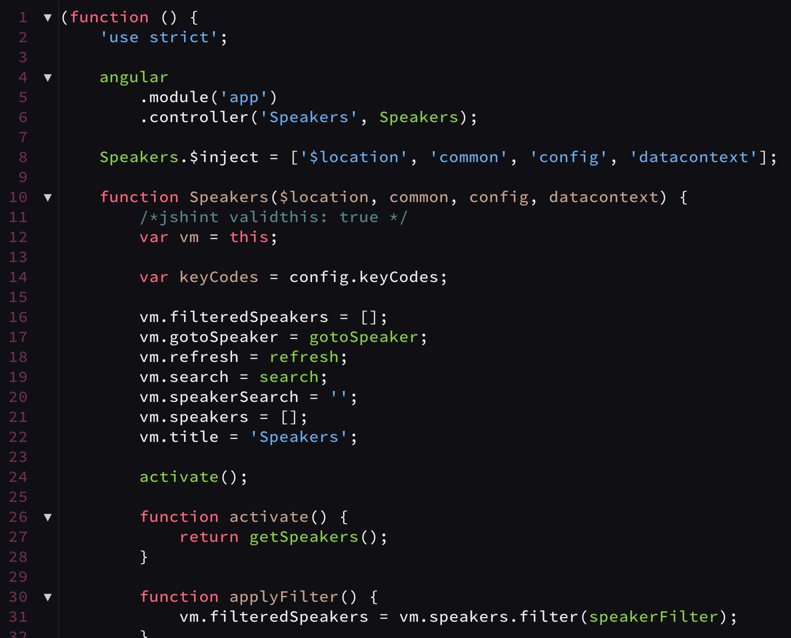 1 ▼ (function () {
2     'use strict';
3
4 ▼     angular
5         .module('app')
6         .controller('Speakers', Speakers);
7
8     Speakers.$inject = ['$location', 'common', 'config', 'datacontext'];
9
10 ▼     function Speakers($location, common, config, datacontext) {
11         /*jshint validthis: true */
12         var vm = this;
13
14         var keyCodes = config.keyCodes;
15
16         vm.filteredSpeakers = [];
17         vm.gotoSpeaker = gotoSpeaker;
18         vm.refresh = refresh;
19         vm.search = search;
20         vm.speakerSearch = '';
21         vm.speakers = [];
22         vm.title = 'Speakers';
23
24         activate();
25
26 ▼         function activate() {
27             return getSpeakers();
28         }
29
30 ▼         function applyFilter() {
31             vm.filteredSpeakers = vm.speakers.filter(speakerFilter);
32         }